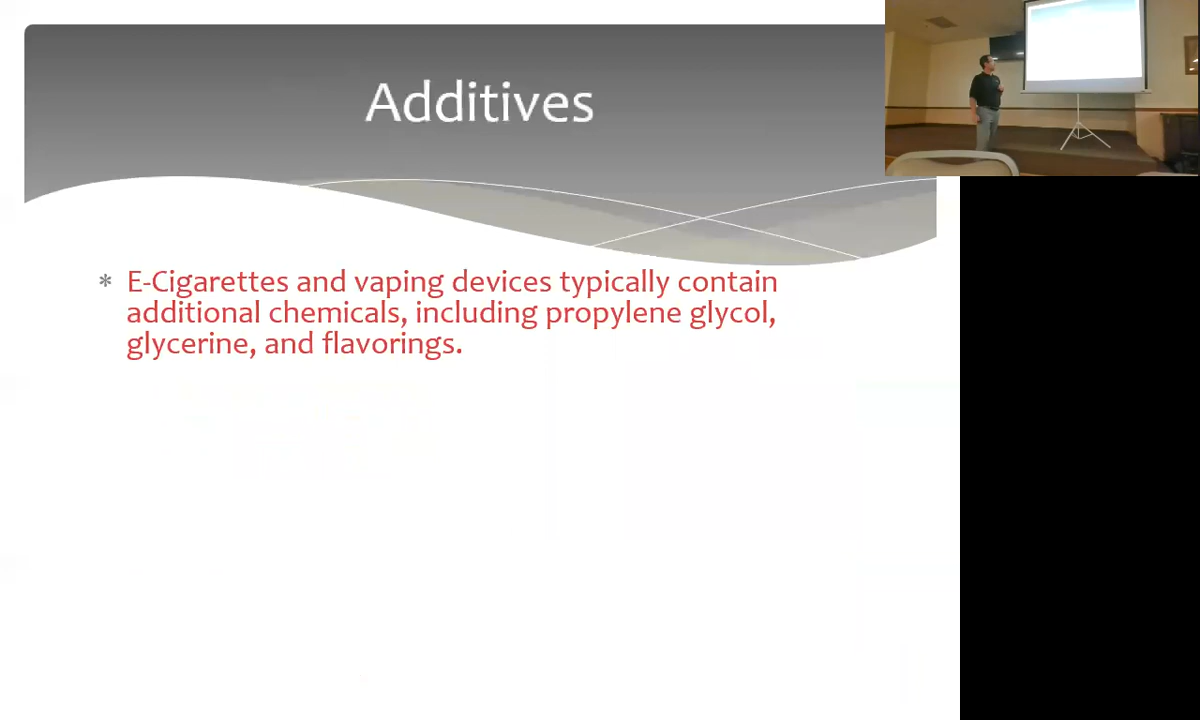 Additives
* E-Cigarettes and vaping devices typically contain
additional chemicals, including propylene glycol,
glycerine, and flavorings.